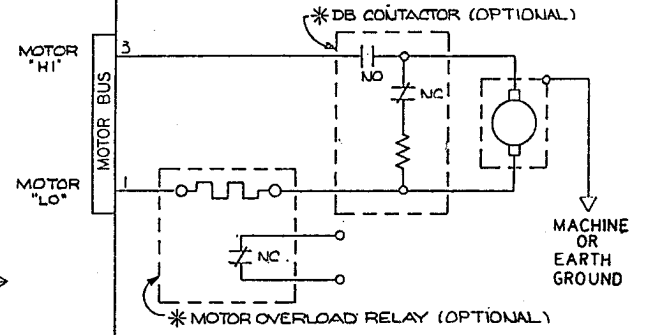 * DB CONTACTOR (OPTIONAL)
MOTOR
"HI"
3
NO
NC
MOTOR BUS
MOTOR
"LO"
1
MACHINE
OR
EARTH
GROUND
NC
* MOTOR OVERLOAD RELAY (OPTIONAL)